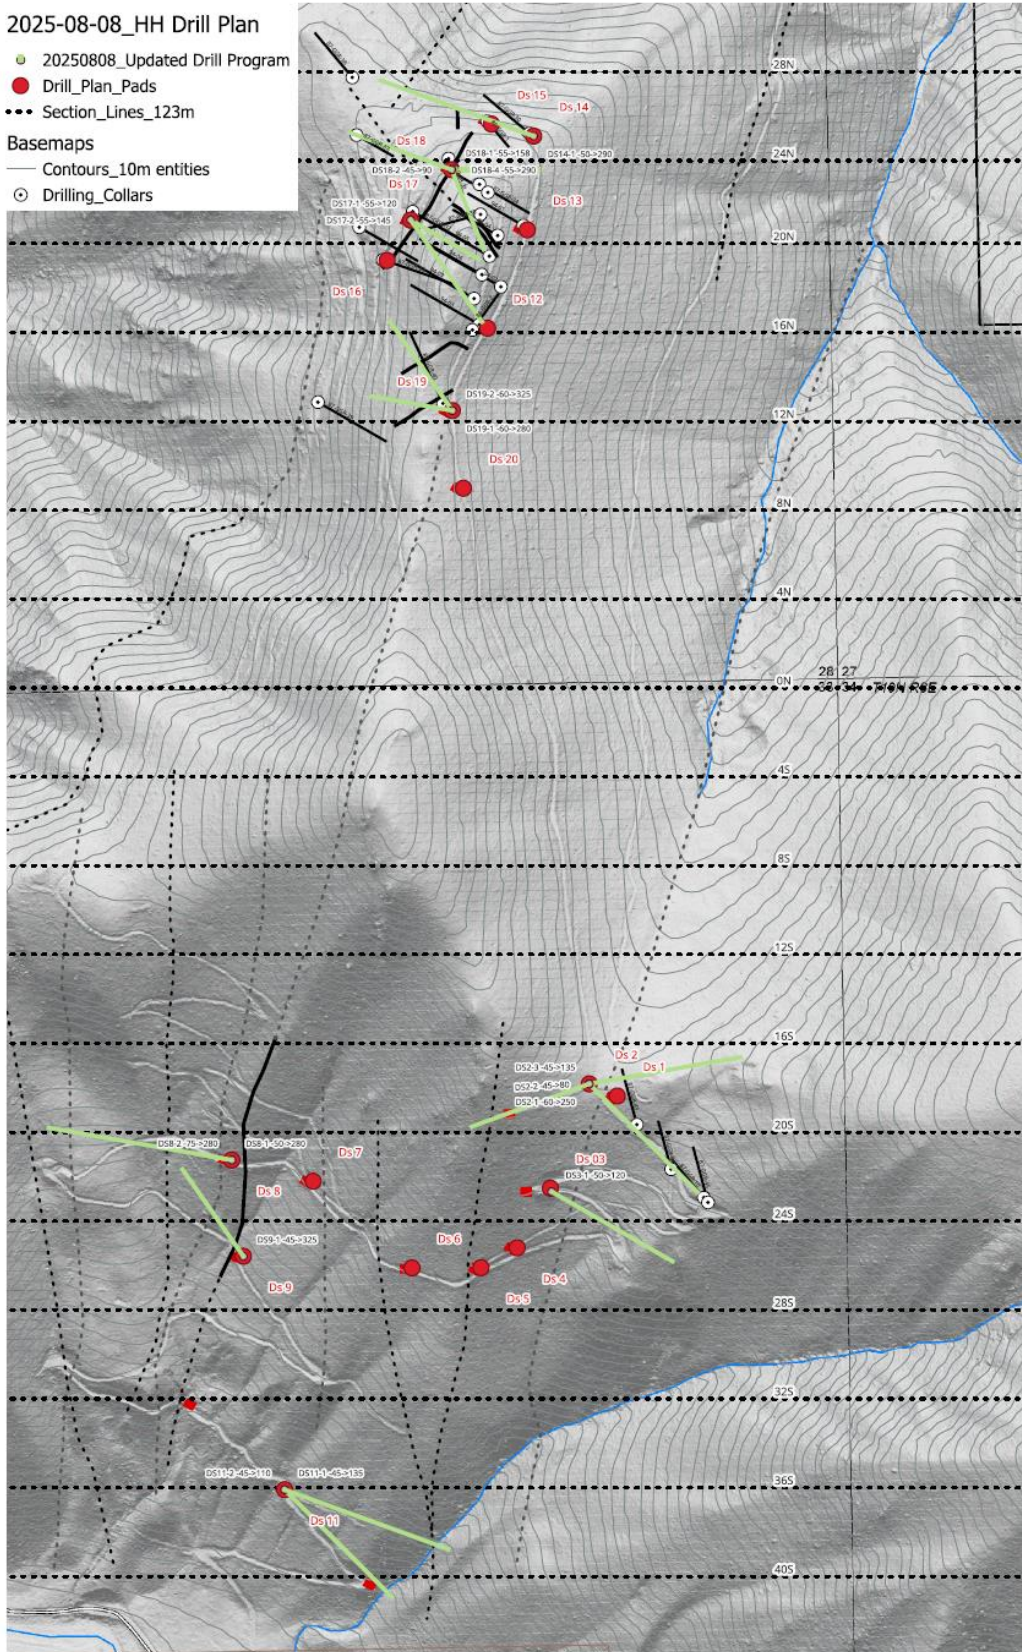 2025-08-08_HH Drill Plan
20250808_Updated Drill Program
Drill_Plan_Pads
Section_Lines_123m
Basemaps
Contours_10m entities
Drilling_Collars
28N
Ds 15
Ds 14
Ds 18
DS18-1 -55->158
DS14-1 -50->290
24N
DS18-2 -45->90
DS18-4 -55->290
Ds 17
DS17-1 -55->120
Ds 13
DS17-2 -55->145
20N
Ds 16
Ds 12
16N
Ds 19
DS19-2 -60->325
12N
DS19-1 -60->280
Ds 20
8N
4N
28 27
0N
33 34 T10N R8E
4S
8S
12S
16S
Ds 2
DS2-3 -45->135
Ds 1
DS2-2 -45->80
DS2-1 -60->250
20S
DS8-2 -75->280
DS8-1 -50->280
Ds 7
Ds 03
DS3-1 -50->120
Ds 8
24S
DS9-1 -45->325
Ds 6
Ds 9
Ds 4
Ds 5
28S
32S
DS11-2 -45->110
DS11-1 -45->135
36S
Ds 11
40S